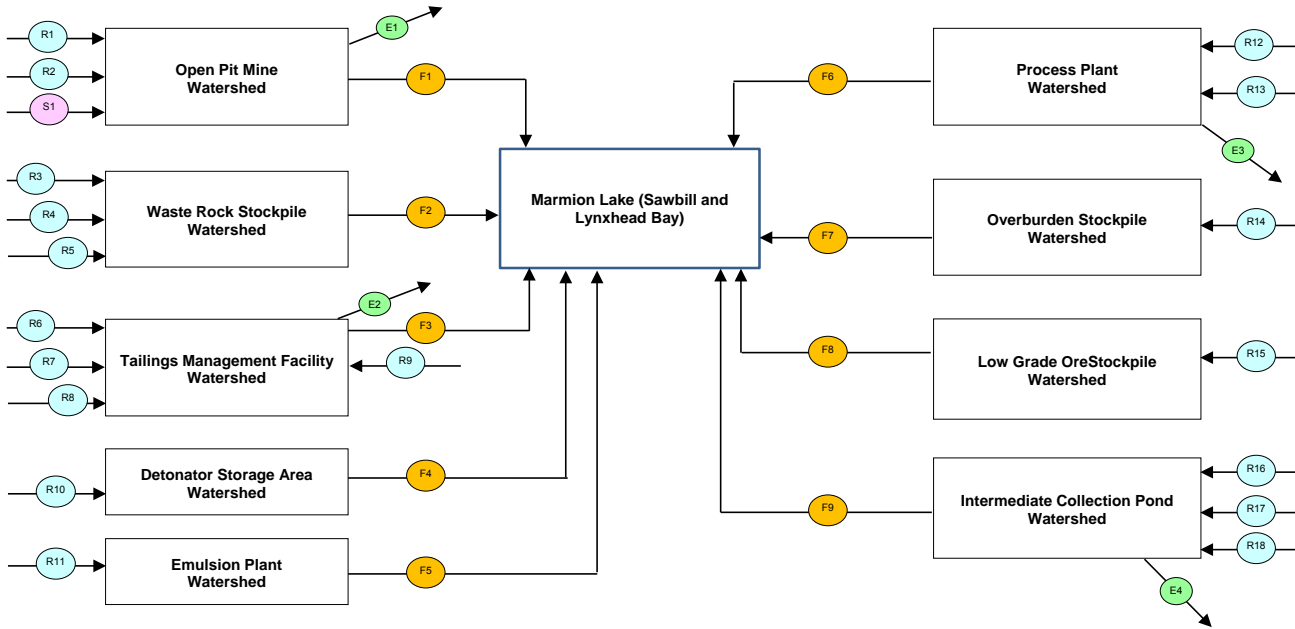 R1
R2
S1
Open Pit Mine
Watershed
E1
F1
R3
R4
R5
Waste Rock Stockpile
Watershed
F2
R6
R7
R8
Tailings Management Facility
Watershed
E2
F3
R9
R10
Detonator Storage Area
Watershed
F4
R11
Emulsion Plant
Watershed
F5
Marmion Lake (Sawbill and
Lynxhead Bay)
F6
Process Plant
Watershed
R12
R13
E3
F7
Overburden Stockpile
Watershed
R14
F8
Low Grade OreStockpile
Watershed
R15
F9
Intermediate Collection Pond
Watershed
R16
R17
R18
E4